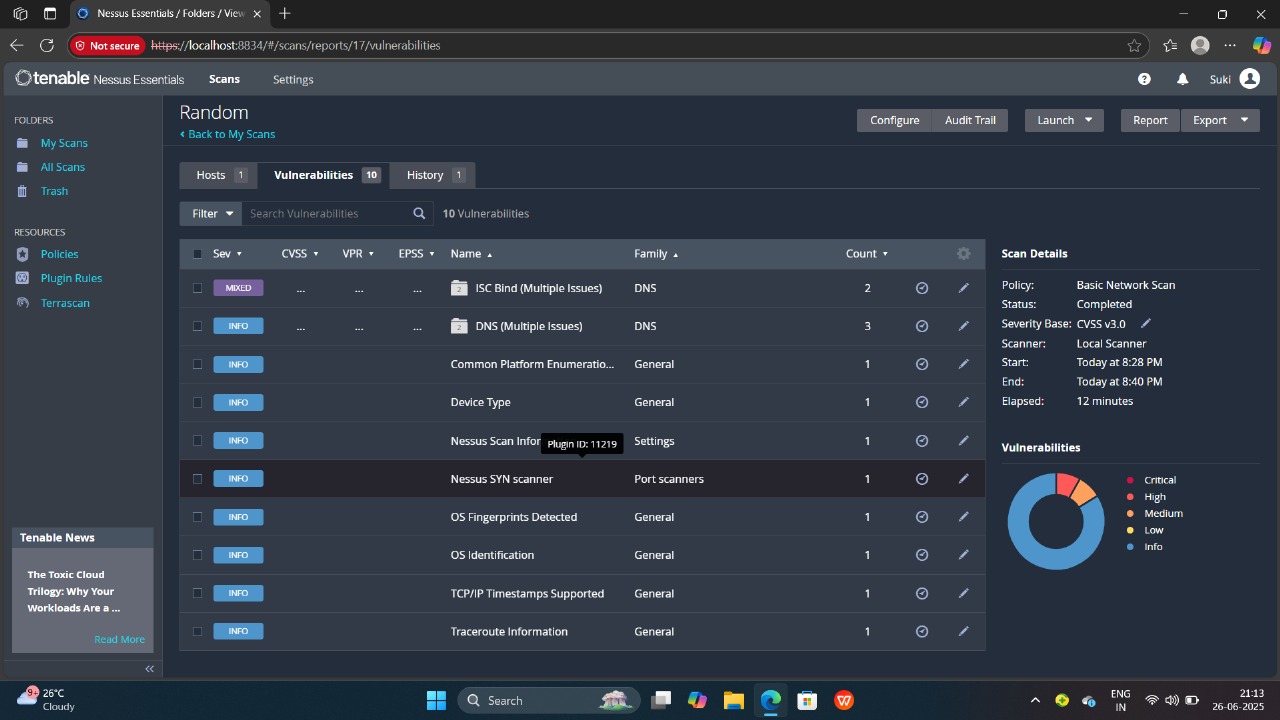 Nessus Essentials / Folders / View
Not secure https://localhost:8834/#/scans/reports/17/vulnerabilities
tenable Nessus Essentials Scans Settings Suki
FOLDERS
My Scans
All Scans
Trash
RESOURCES
Policies
Plugin Rules
Terrascan
Tenable News
The Toxic Cloud
Trilogy: Why Your
Workloads Are a ...
Read More
Random
Back to My Scans
Configure Audit Trail Launch Report Export
Hosts 1 Vulnerabilities 10 History 1
Filter Search Vulnerabilities 10 Vulnerabilities
Sev CVSS VPR EPSS Name Family Count
MIXED ... ... ... 2 ISC Bind (Multiple Issues) DNS 2
INFO ... ... ... 2 DNS (Multiple Issues) DNS 3
INFO Common Platform Enumeratio... General 1
INFO Device Type General 1
INFO Nessus Scan Infor Settings 1
Plugin ID: 11219
INFO Nessus SYN scanner Port scanners 1
INFO OS Fingerprints Detected General 1
INFO OS Identification General 1
INFO TCP/IP Timestamps Supported General 1
INFO Traceroute Information General 1
Scan Details
Policy: Basic Network Scan
Status: Completed
Severity Base: CVSS v3.0
Scanner: Local Scanner
Start: Today at 8:28 PM
End: Today at 8:40 PM
Elapsed: 12 minutes
Vulnerabilities
Critical
High
Medium
Low
Info
9+ 26°C
Cloudy
Search
ENG
IN
21:13
26-06-2025